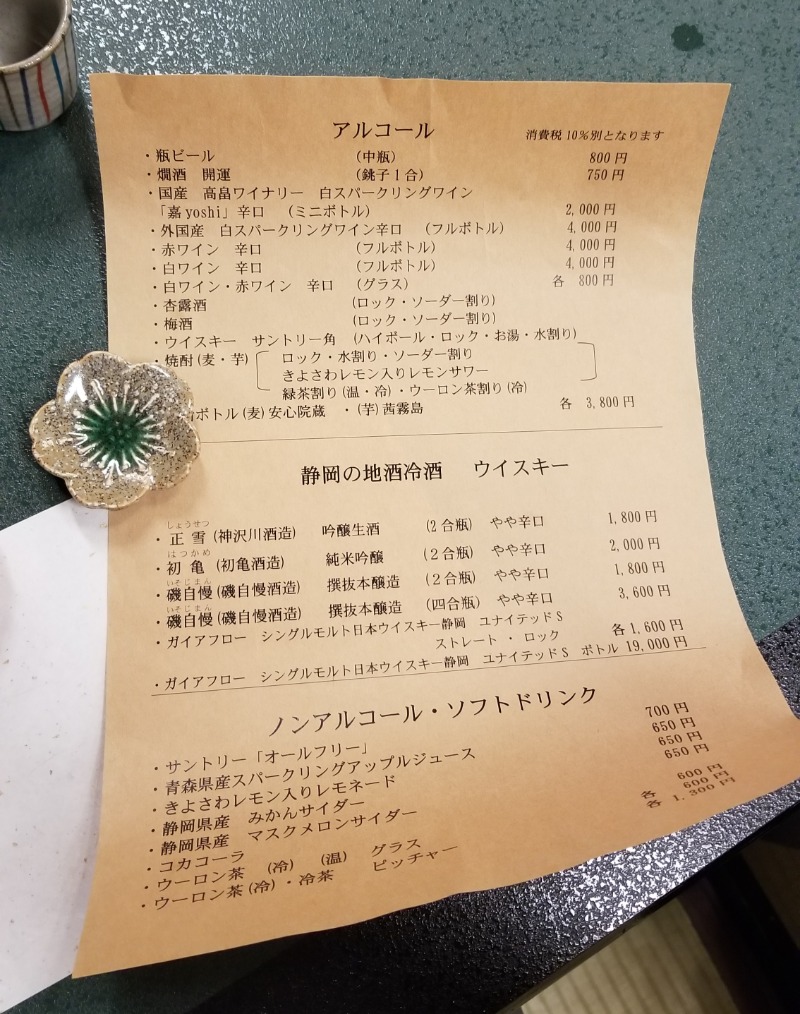 アルコール
消費税10%別となります
・瓶ビール (中瓶) 800円
・燗酒 開運 (銚子1合) 750円
・国産 高畠ワイナリー 白スパークリングワイン
「嘉yoshi」辛口 (ミニボトル) 2,000円
・外国産 白スパークリングワイン辛口 (フルボトル) 4,000円
・赤ワイン 辛口 (フルボトル) 4,000円
・白ワイン 辛口 (フルボトル) 4,000円
・白ワイン・赤ワイン 辛口 (グラス) 各 800円
・杏露酒 (ロック・ソーダー割り)
・梅酒 (ロック・ソーダー割り)
・ウイスキー サントリー角 (ハイボール・ロック・お湯・水割り)
・焼酎(麦・芋) ロック・水割り・ソーダー割り
きよさわレモン入りレモンサワー
緑茶割り(温・冷)・ウーロン茶割り(冷)
ボトル(麦)安心院蔵 ・(芋)茜霧島 各 3,800円
静岡の地酒冷酒 ウイスキー
しょうせつ
・正雪(神沢川酒造) 吟醸生酒 (2合瓶) やや辛口 1,800円
はつかめ
・初亀(初亀酒造) 純米吟醸 (2合瓶) やや辛口 2,000円
いそじまん
・磯自慢(磯自慢酒造) 撰抜本醸造 (2合瓶) やや辛口 1,800円
いそじまん
・磯自慢(磯自慢酒造) 撰抜本醸造 (四合瓶) やや辛口 3,600円
・ガイアフロー シングルモルト日本ウイスキー静岡 ユナイテッドS
ストレート・ロック 各1,600円
・ガイアフロー シングルモルト日本ウイスキー静岡 ユナイテッドS ボトル 19,000円
ノンアルコール・ソフトドリンク
・サントリー「オールフリー」 700円
・青森県産スパークリングアップルジュース 650円
・きよさわレモン入りレモネード 650円
・静岡県産 みかんサイダー 650円
・静岡県産 マスクメロンサイダー
・コカコーラ 600円
・ウーロン茶 (冷) (温) グラス 各 600円
・ウーロン茶(冷)・冷茶 ピッチャー 各 1,300円